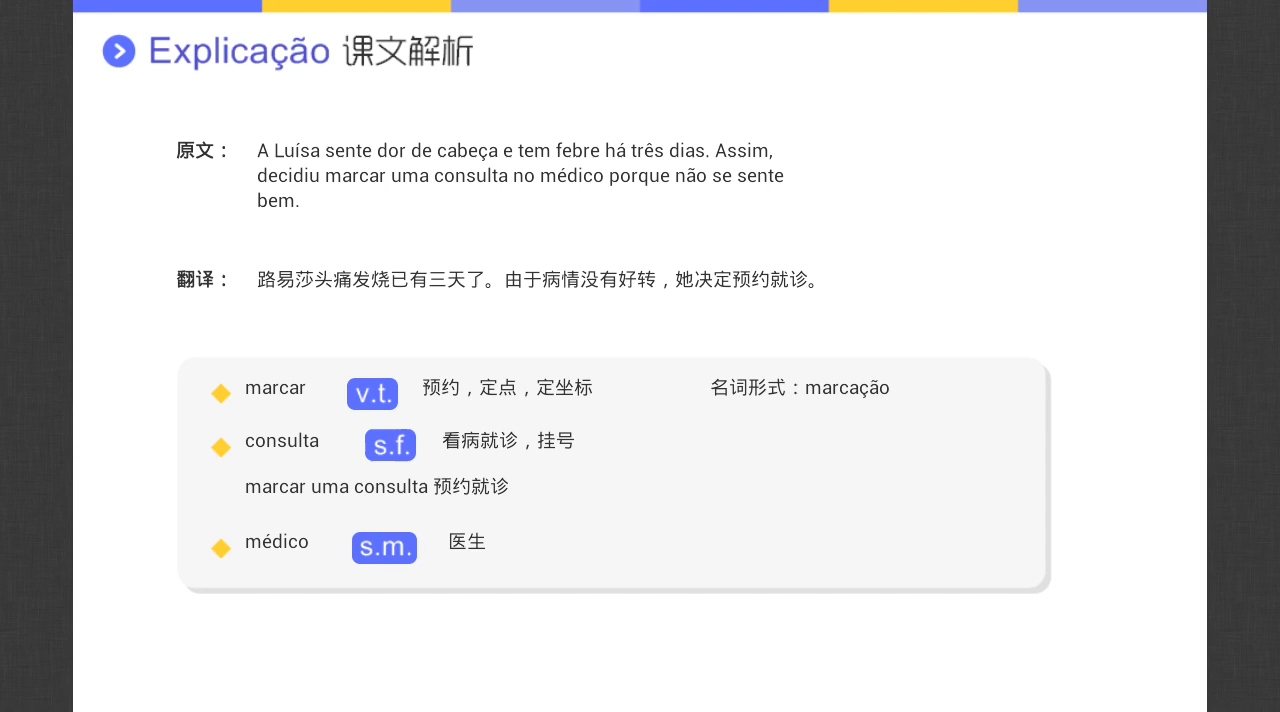 Explicação 课文解析
原文： A Luísa sente dor de cabeça e tem febre há três dias. Assim,
decidiu marcar uma consulta no médico porque não se sente
bem.
翻译： 路易莎头痛发烧已有三天了。由于病情没有好转，她决定预约就诊。
marcar v.t. 预约，定点，定坐标 名词形式：marcação
consulta s.f. 看病就诊，挂号
marcar uma consulta 预约就诊
médico s.m. 医生